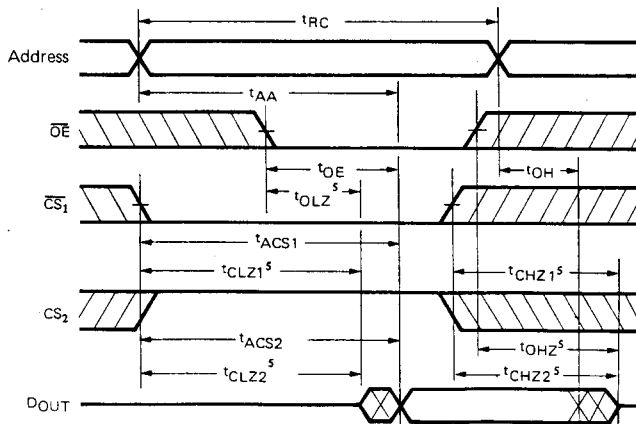 tRC
Address
tAA
OE
tOE
tOH
tOLZ5
CS1
tACS1
tCLZ15
tCHZ15
CS2
tACS2
tOHZ5
tCLZ25
tCHZ25
DOUT